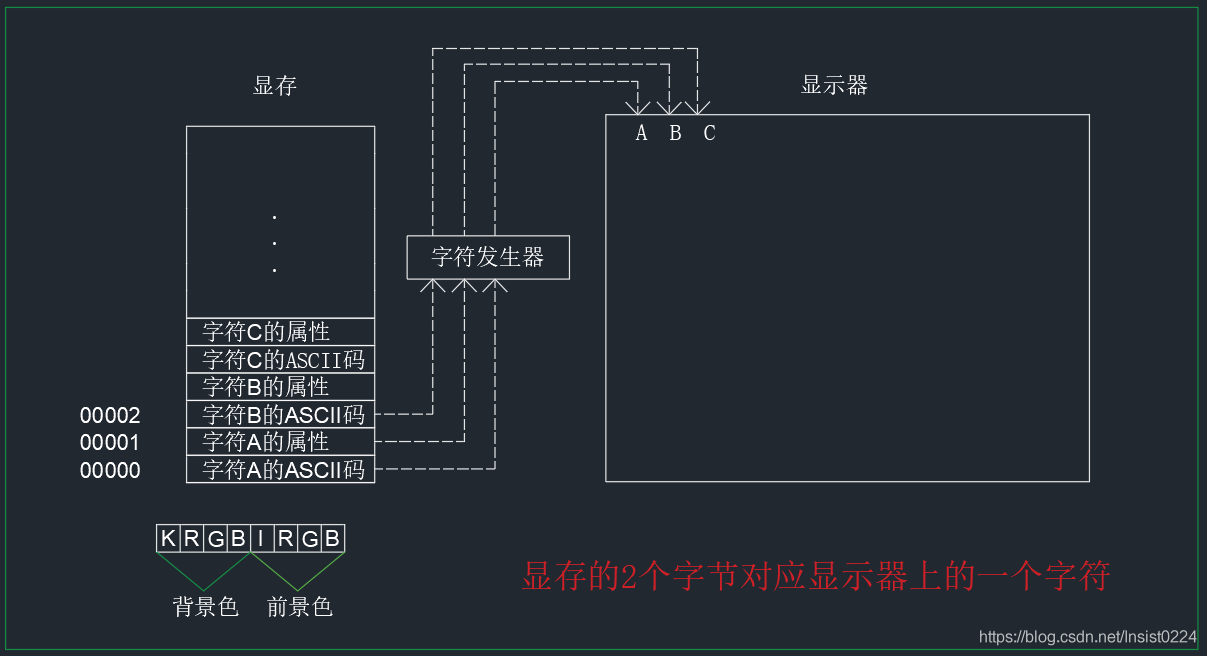 显存
显示器
A B C
字符发生器
.
.
.
字符C的属性
字符C的ASCII码
字符B的属性
00002 字符B的ASCII码
00001 字符A的属性
00000 字符A的ASCII码
K R G B I R G B
背景色 前景色
显存的2个字节对应显示器上的一个字符
https://blog.csdn.net/Insist0224